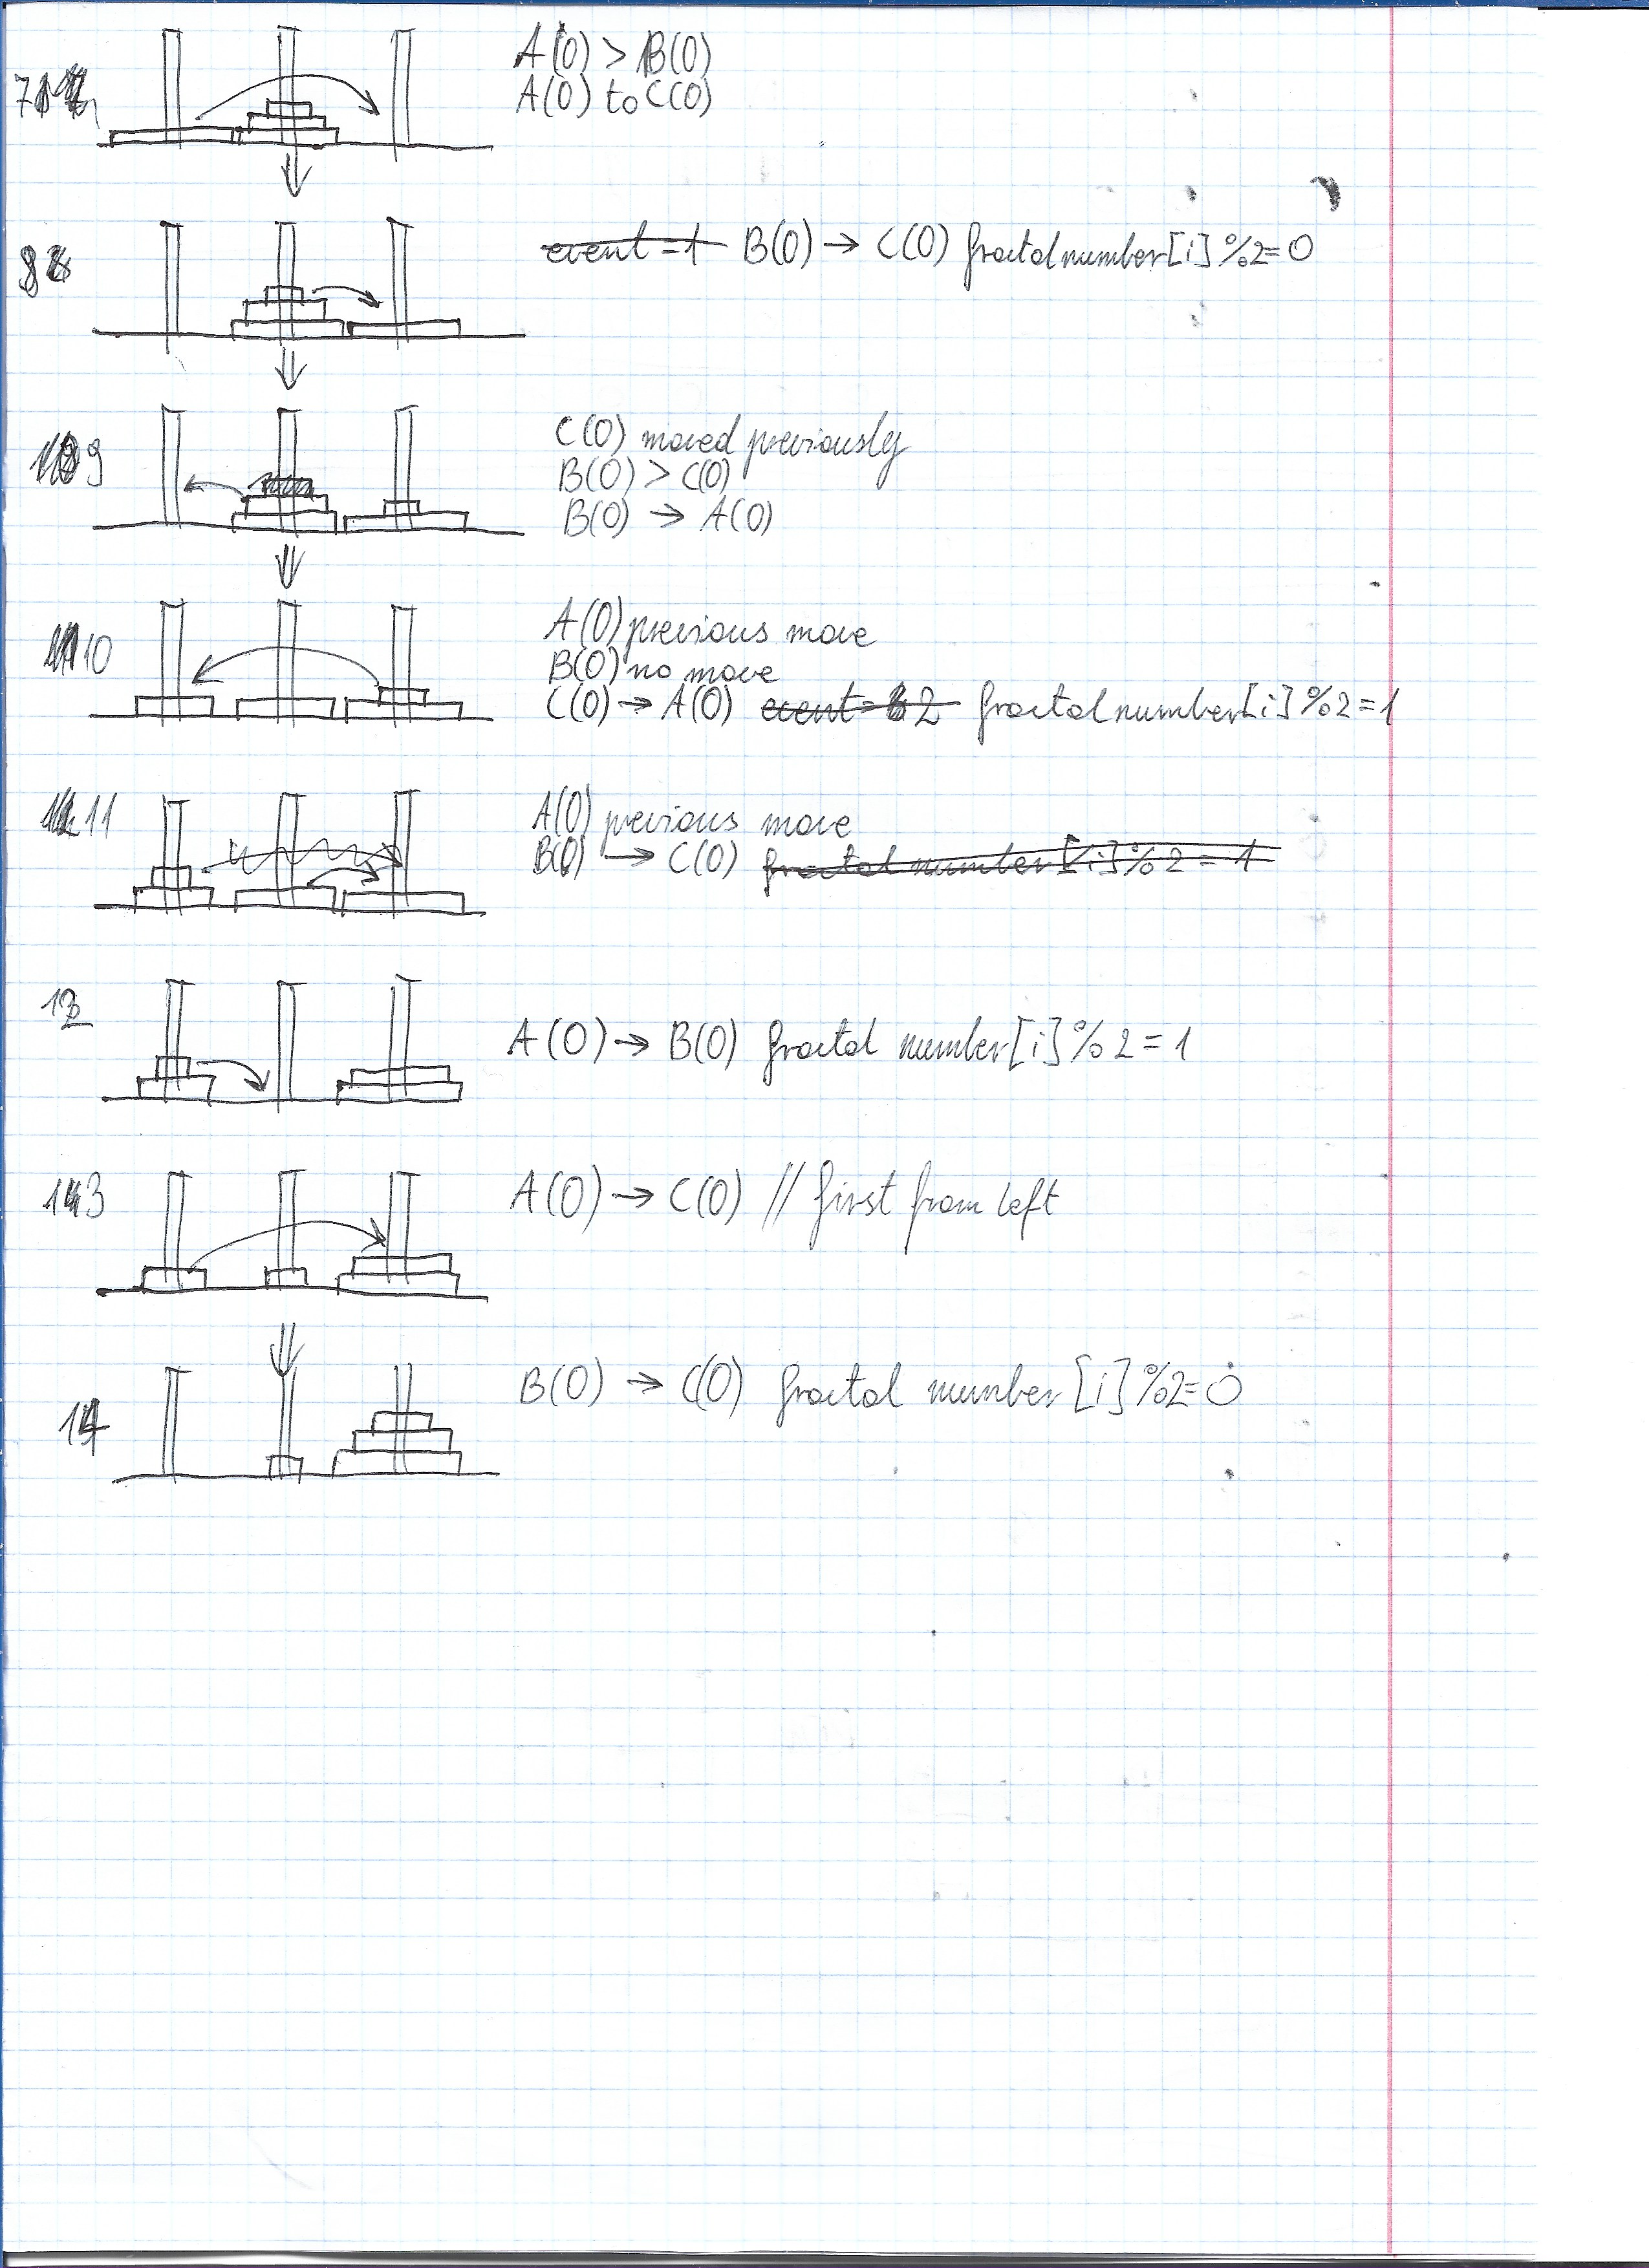 7
A(0) > B(0)
A(0) to C(0)
8
event = 1 B(0) → C(0) fractalnumber[i]%2=0
9
C(0) moved previously
B(0) > C(0)
B(0) → A(0)
10
A(0) previous move
B(0) no move
C(0) → A(0) event = 2 fractalnumber[i]%2=1
11
A(0) previous move
B(0) → C(0) fractal number[i]%2=1
12
A(0) → B(0) fractal number[i]%2=1
13
A(0) → C(0) // first from left
14
B(0) → C(0) fractal number[i]%2=0